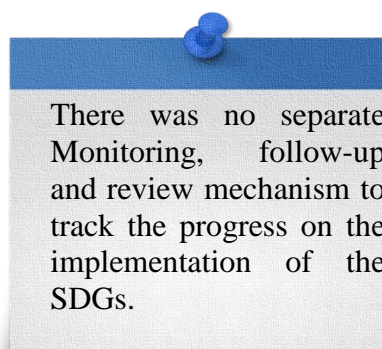 There was no separate
Monitoring, follow-up
and review mechanism to
track the progress on the
implementation of the
SDGs.